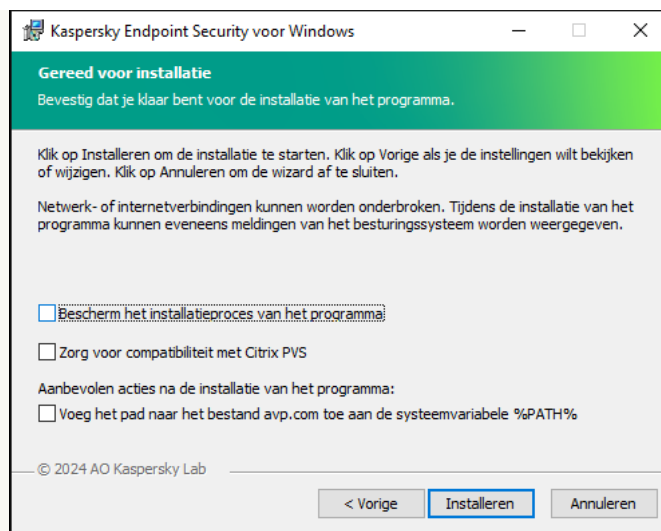 Kaspersky Endpoint Security voor Windows
Gereed voor installatie
Bevestig dat je klaar bent voor de installatie van het programma.
Klik op Installeren om de installatie te starten. Klik op Vorige als je de instellingen wilt bekijken
of wijzigen. Klik op Annuleren om de wizard af te sluiten.
Netwerk- of internetverbindingen kunnen worden onderbroken. Tijdens de installatie van het
programma kunnen eveneens meldingen van het besturingssysteem worden weergegeven.
Bescherm het installatieproces van het programma
Zorg voor compatibiliteit met Citrix PVS
Aanbevolen acties na de installatie van het programma:
Voeg het pad naar het bestand avp.com toe aan de systeemvariabele %PATH%
© 2024 AO Kaspersky Lab
< Vorige Installeren Annuleren